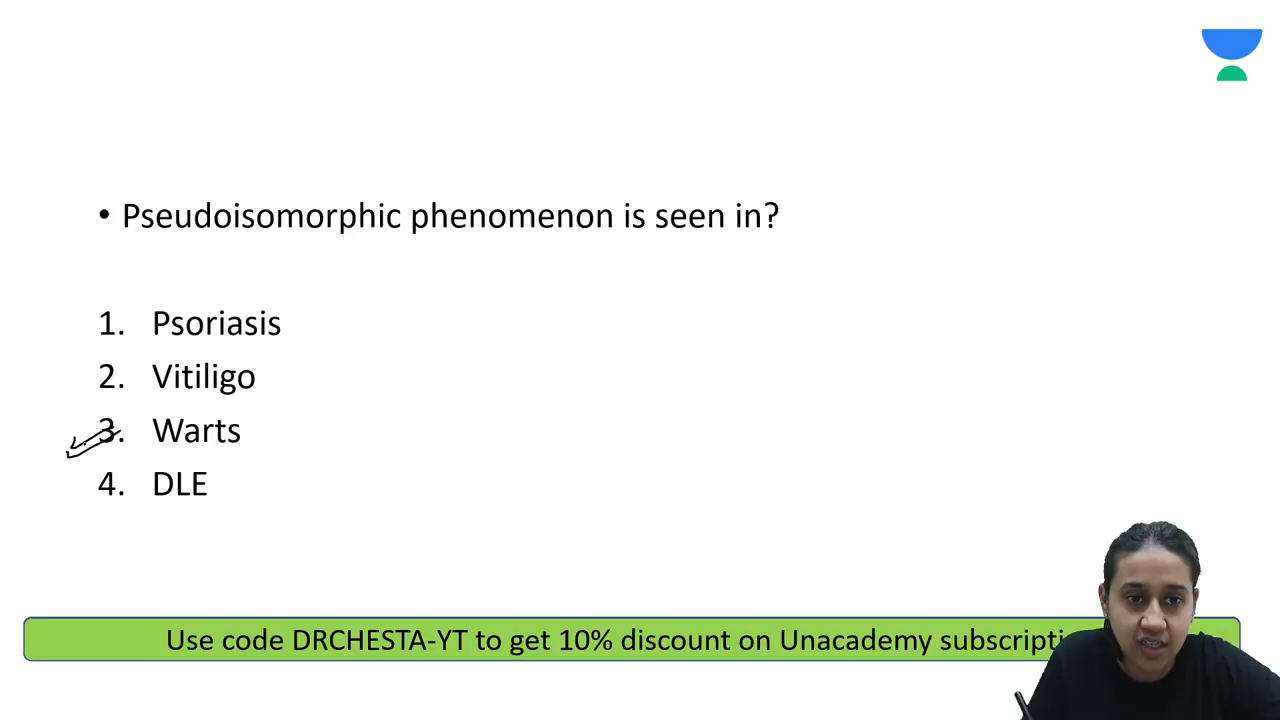 • Pseudoisomorphic phenomenon is seen in?
1. Psoriasis
2. Vitiligo
3. Warts
4. DLE
Use code DRCHESTA-YT to get 10% discount on Unacademy